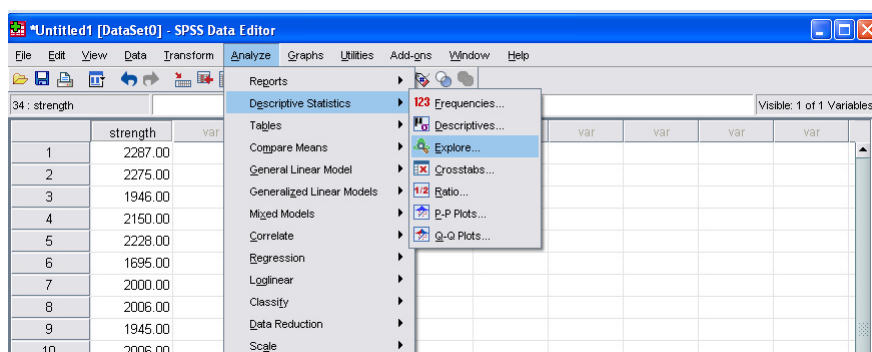 *Untitled1 [DataSet0] - SPSS Data Editor
File Edit View Data Transform Analyze Graphs Utilities Add-ons Window Help
34 : strength
Visible: 1 of 1 Variables
strength var var var var var
1 2287.00
2 2275.00
3 1946.00
4 2150.00
5 2228.00
6 1695.00
7 2000.00
8 2006.00
9 1945.00
10 2006.00
Reports
Descriptive Statistics
Tables
Compare Means
General Linear Model
Generalized Linear Models
Mixed Models
Correlate
Regression
Loglinear
Classify
Data Reduction
Scale
123 Frequencies...
Descriptives...
Explore...
Crosstabs...
1/2 Ratio...
P-P Plots...
Q-Q Plots...